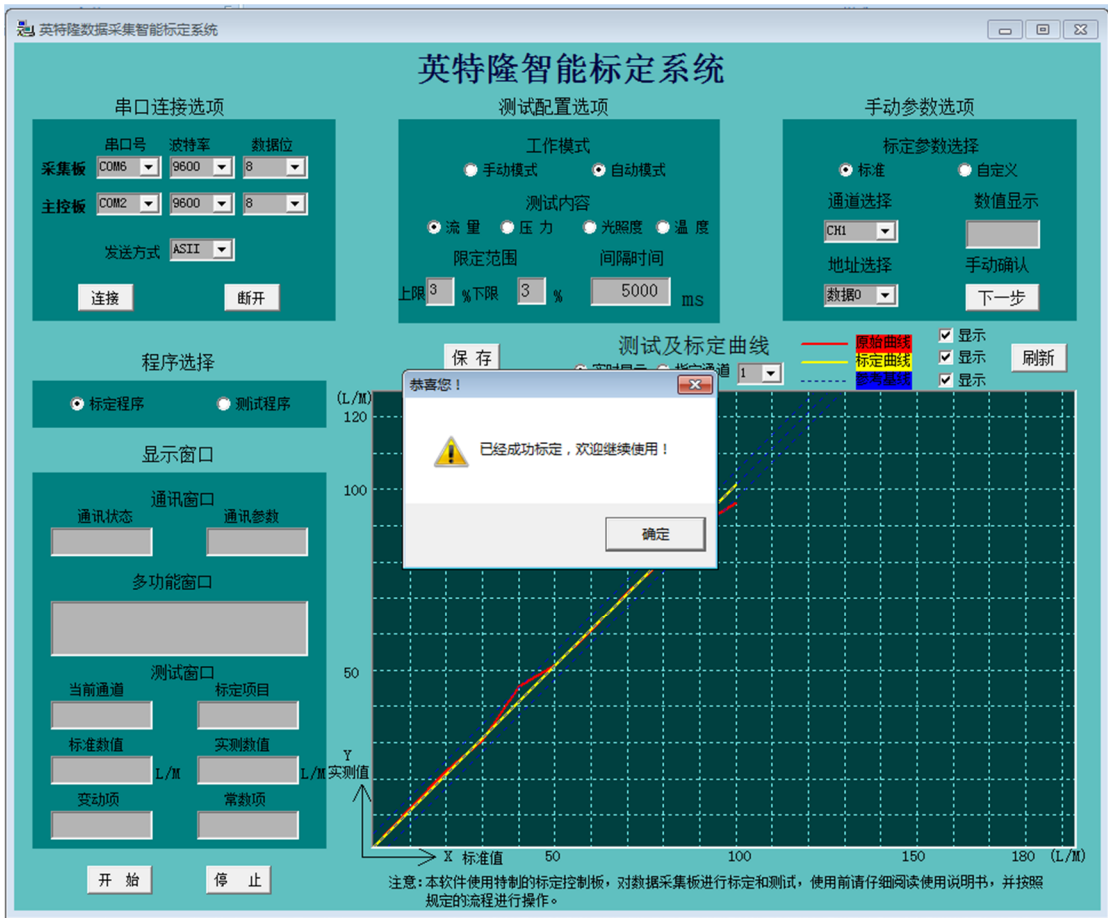 英特隆数据采集智能标定系统
英特隆智能标定系统
串口连接选项
串口号 波特率 数据位
采集板 COM6 9600 8
主控板 COM2 9600 8
发送方式 ASII
连接 断开
测试配置选项
工作模式
手动模式 自动模式
测试内容
流 量 压 力 光照度 温 度
限定范围 间隔时间
上限 3 % 下限 3 % 5000 ms
手动参数选项
标定参数选择
标准 自定义
通道选择 数值显示
CH1
地址选择 手动确认
数据0 下一步
程序选择
标定程序 测试程序
保 存
测试及标定曲线
实时显示 指定通道 1
原始曲线 显示
标定曲线 显示
参考基线 显示
刷新
恭喜您！
已经成功标定，欢迎继续使用！
确定
显示窗口
通讯窗口
通讯状态 通讯参数
多功能窗口
测试窗口
当前通道 标定项目
标准数值 实测数值
L/M L/M
变动项 常数项
开 始 停 止
(L/M)
120
100
50
Y
实测值
X 标准值 50 100 150 180 (L/M)
注意：本软件使用特制的标定控制板，对数据采集板进行标定和测试，使用前请仔细阅读使用说明书，并按照
规定的流程进行操作。